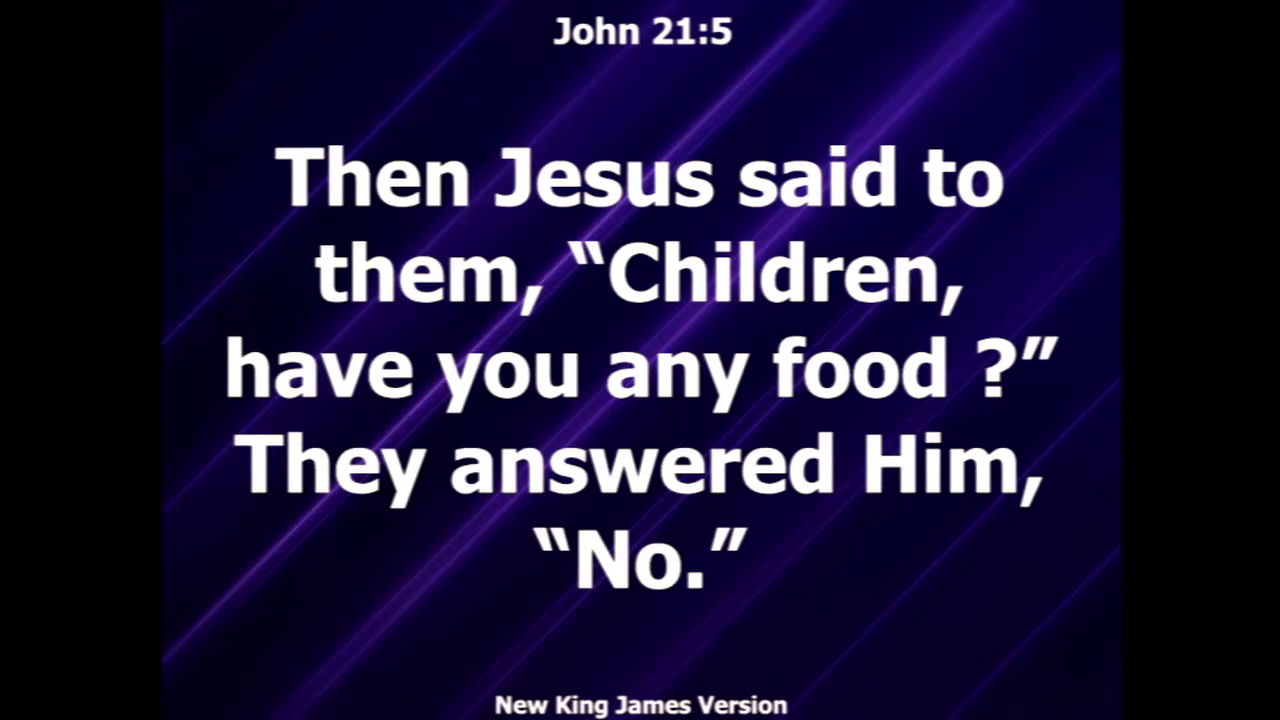 John 21:5
Then Jesus said to
them, “Children,
have you any food ?”
They answered Him,
“No.”
New King James Version